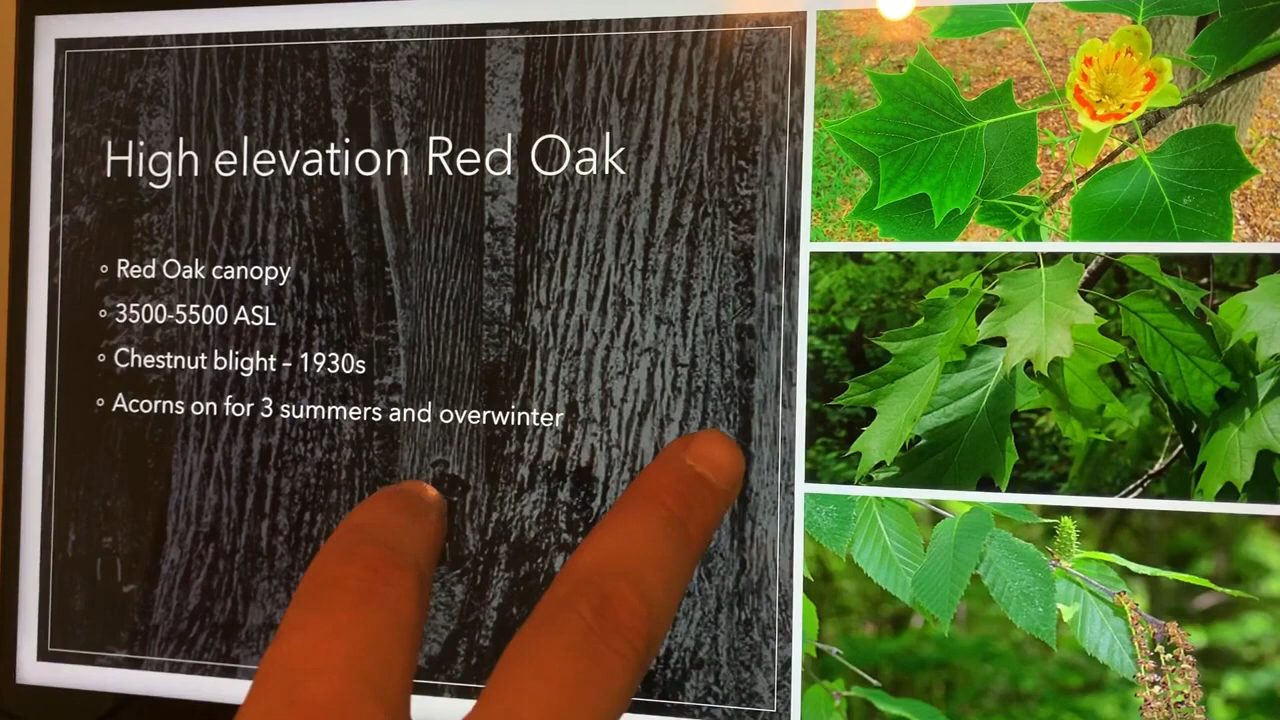 High elevation Red Oak
◦ Red Oak canopy
◦ 3500-5500 ASL
◦ Chestnut blight – 1930s
◦ Acorns on for 3 summers and overwinter